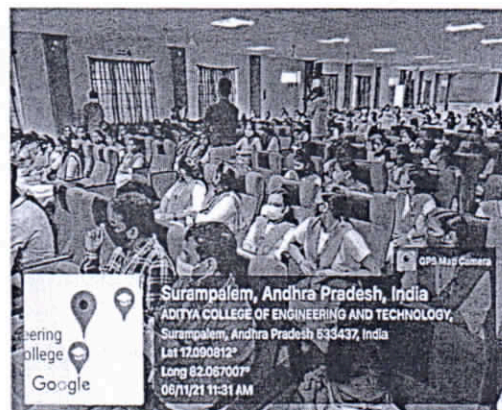 GPS Map Camera
Surampalem, Andhra Pradesh, India
ADITYA COLLEGE OF ENGINEERING AND TECHNOLOGY,
Surampalem, Andhra Pradesh 533437, India
Lat 17.090812°
Long 82.067007°
06/11/21 11:31 AM
eering
ollege
Google